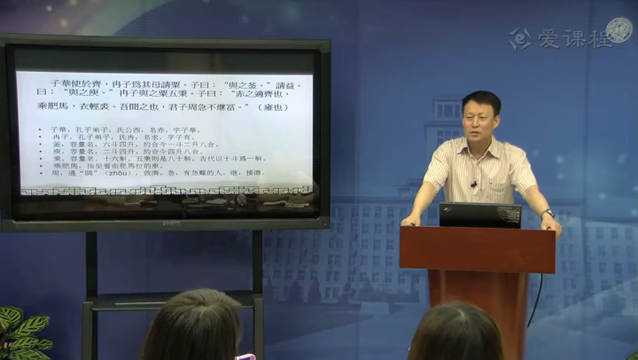 爱课程
子華使於齊，冉子爲其母請粟。子曰：“與之釜。”請益。
曰：“與之庾。”冉子與之粟五秉。子曰：“赤之適齊也，
乘肥馬，衣輕裘。吾聞之也，君子周急不继富。”（雍也）
子華，孔子弟子，氏公西，名赤，字子華。
冉子，孔子弟子，氏冉，名求，字子有。
釜，容量名，六斗四升，約合今一斗二升八合。
庾，容量名，二斗四升，約合今四升八合。
秉，容量名，十六斛，五秉則是八十斛。古代以十斗爲一斛。
乘肥馬，指坐着由肥馬拉的車。
周，通“賙”（zhōu），救濟。急，有急難的人。继，接濟。